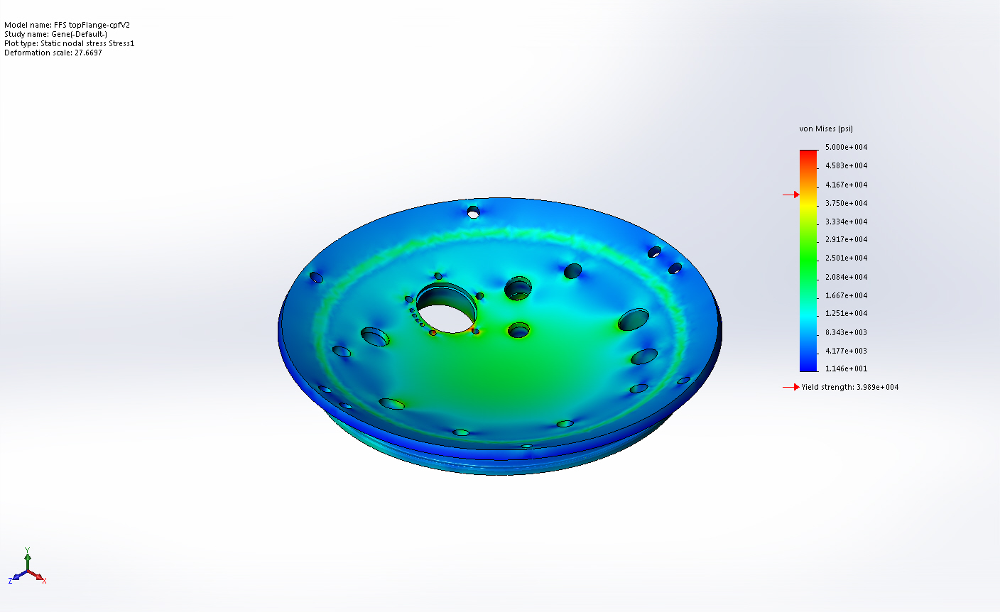 Model name: FFS topFlange-cpfV2
Study name: Gene(-Default-)
Plot type: Static nodal stress Stress1
Deformation scale: 27.6697
von Mises (psi)
5.000e+004
4.583e+004
4.167e+004
3.750e+004
3.334e+004
2.917e+004
2.501e+004
2.084e+004
1.667e+004
1.251e+004
8.343e+003
4.177e+003
1.146e+001
Yield strength: 3.989e+004
Y
Z
X